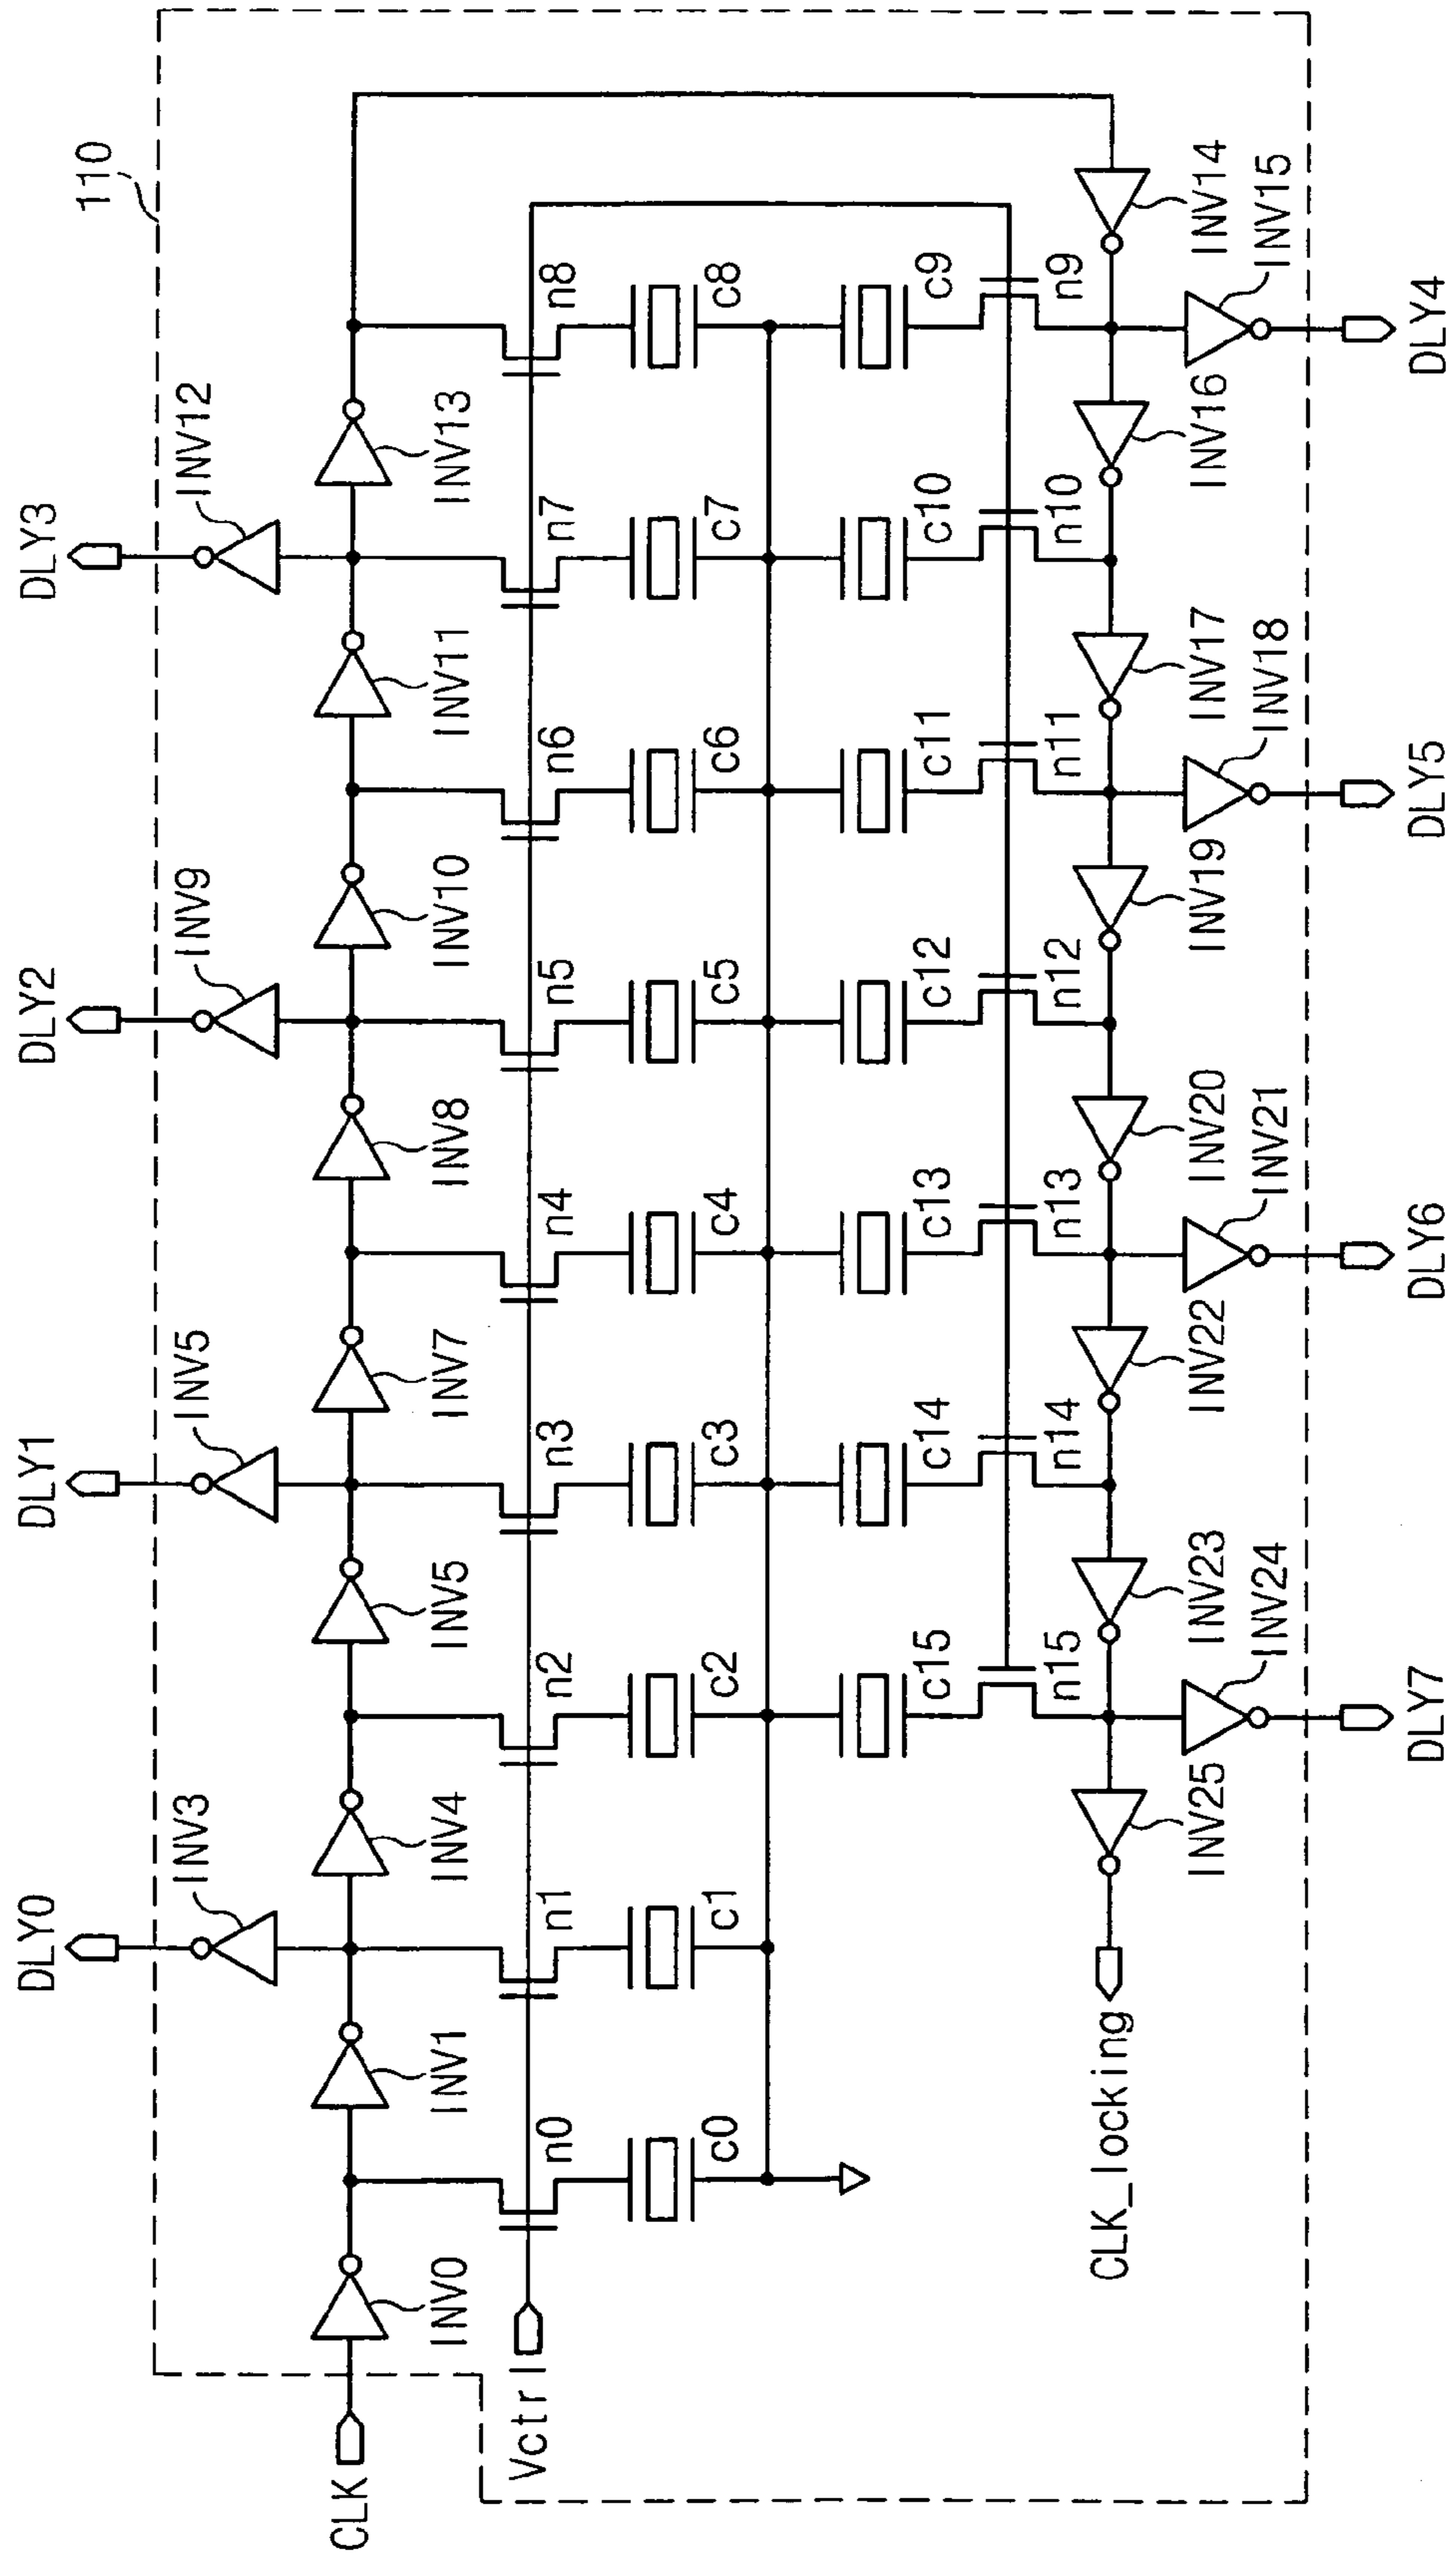 110
DLY0
DLY1
DLY2
DLY3
INV3
INV5
INV9
INV12
CLK
INV0
INV1
INV4
INV5
INV7
INV8
INV10
INV11
INV13
Vctrl
n0
n1
n2
n3
n4
n5
n6
n7
n8
c0
c1
c2
c3
c4
c5
c6
c7
c8
c15
c14
c13
c12
c11
c10
c9
n15
n14
n13
n12
n11
n10
n9
CLK_locking
INV25
INV23
INV22
INV20
INV19
INV17
INV16
INV14
INV24
INV21
INV18
INV15
DLY7
DLY6
DLY5
DLY4